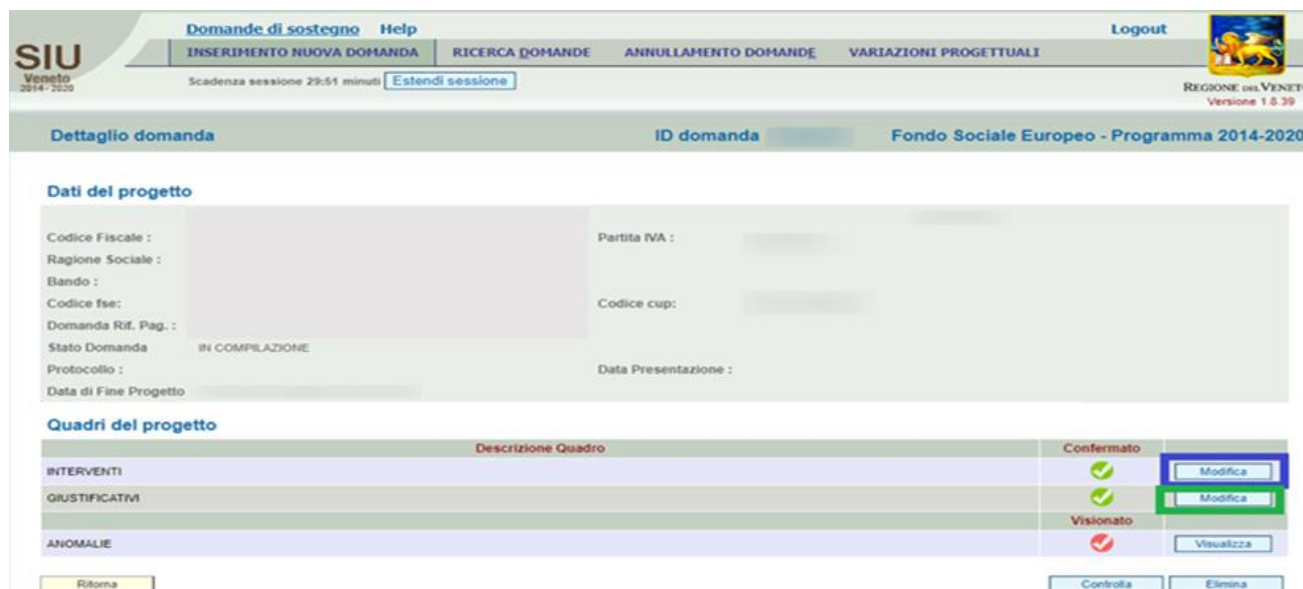 Domande di sostegno Help Logout
SIU
Veneto
2014-2020
INSERIMENTO NUOVA DOMANDA RICERCA DOMANDE ANNULLAMENTO DOMANDE VARIAZIONI PROGETTUALI
Scadenza sessione 29:51 minuti Estendi sessione
REGIONE DEL VENETO
Versione 1.8.39
Dettaglio domanda ID domanda Fondo Sociale Europeo - Programma 2014-2020
Dati del progetto
Codice Fiscale : Partita IVA :
Ragione Sociale :
Bando :
Codice fse: Codice cup:
Domanda Rif. Pag. :
Stato Domanda IN COMPILAZIONE
Protocollo : Data Presentazione :
Data di Fine Progetto
Quadri del progetto
Descrizione Quadro Confermato
INTERVENTI Modifica
GIUSTIFICATIVI Modifica
Visionato
ANOMALIE Visualizza
Ritorna Controlla Elimina